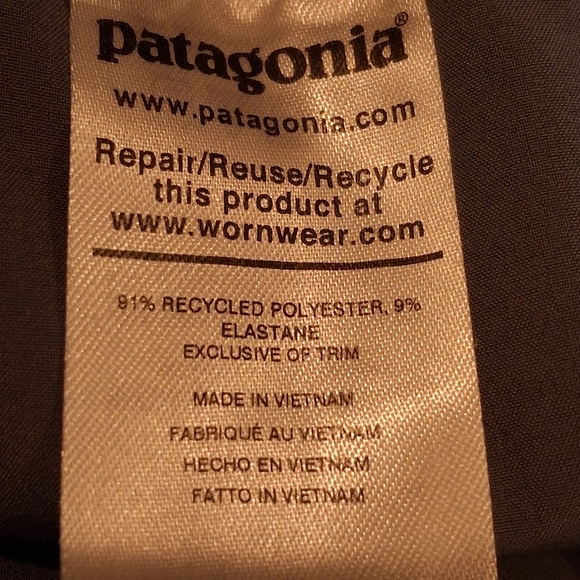 patagonia®
www.patagonia.com
Repair/Reuse/Recycle
this product at
www.wornwear.com
91% RECYCLED POLYESTER, 9%
ELASTANE
EXCLUSIVE OF TRIM
MADE IN VIETNAM
FABRIQUÉ AU VIETNAM
HECHO EN VIETNAM
FATTO IN VIETNAM